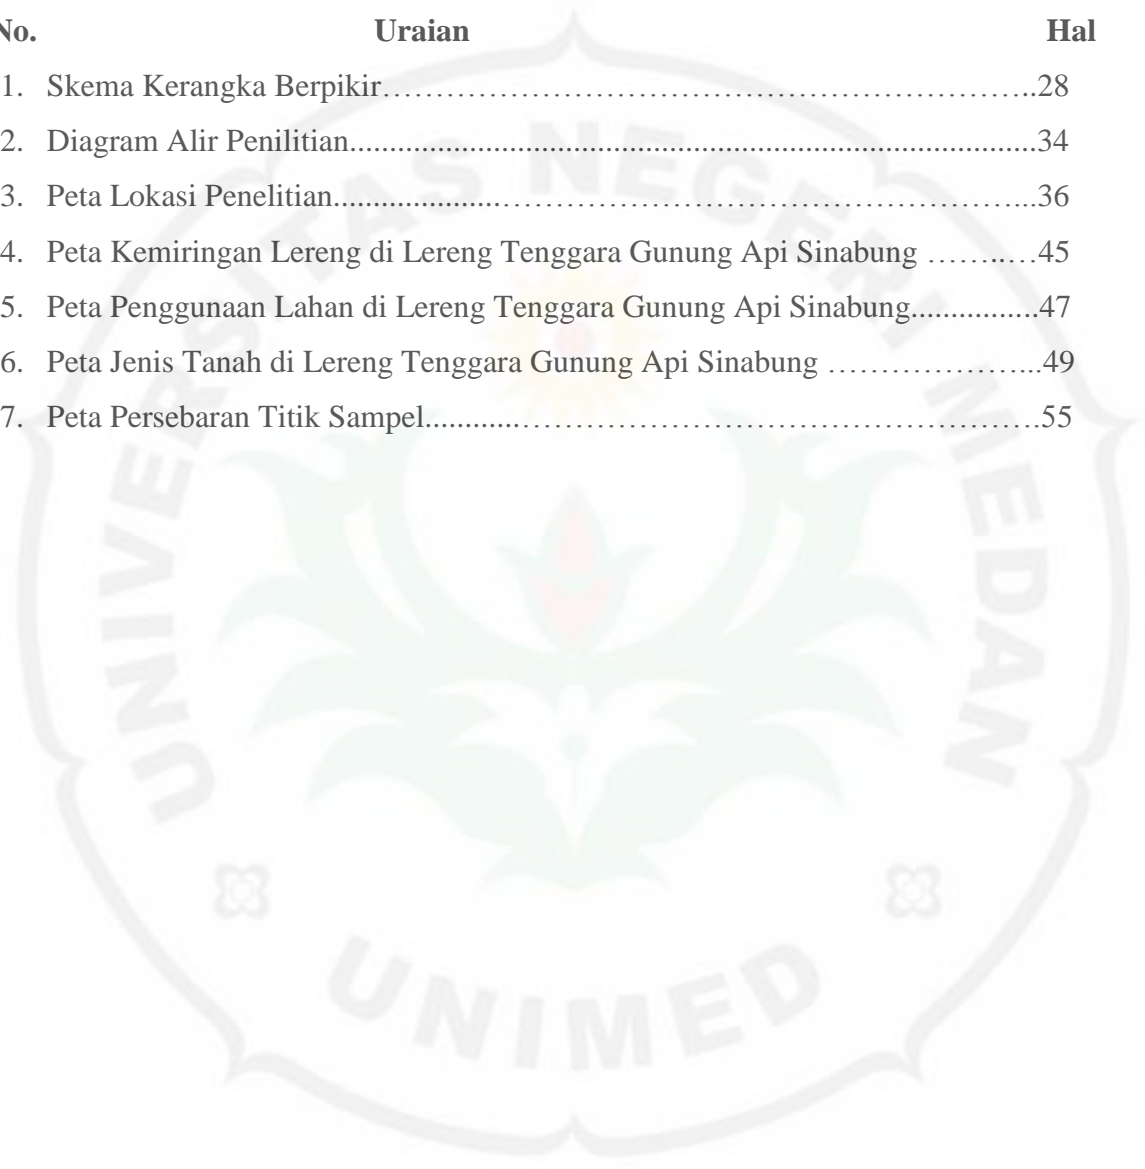 No. Uraian Hal
1. Skema Kerangka Berpikir……………………………………………………..28
2. Diagram Alir Penilitian.......................................................................................34
3. Peta Lokasi Penelitian.....................…………………………………………...36
4. Peta Kemiringan Lereng di Lereng Tenggara Gunung Api Sinabung ……..…45
5. Peta Penggunaan Lahan di Lereng Tenggara Gunung Api Sinabung................47
6. Peta Jenis Tanah di Lereng Tenggara Gunung Api Sinabung ………………...49
7. Peta Persebaran Titik Sampel............………………………………………….55
UNIVERSITAS NEGERI MEDAN
UNIMED